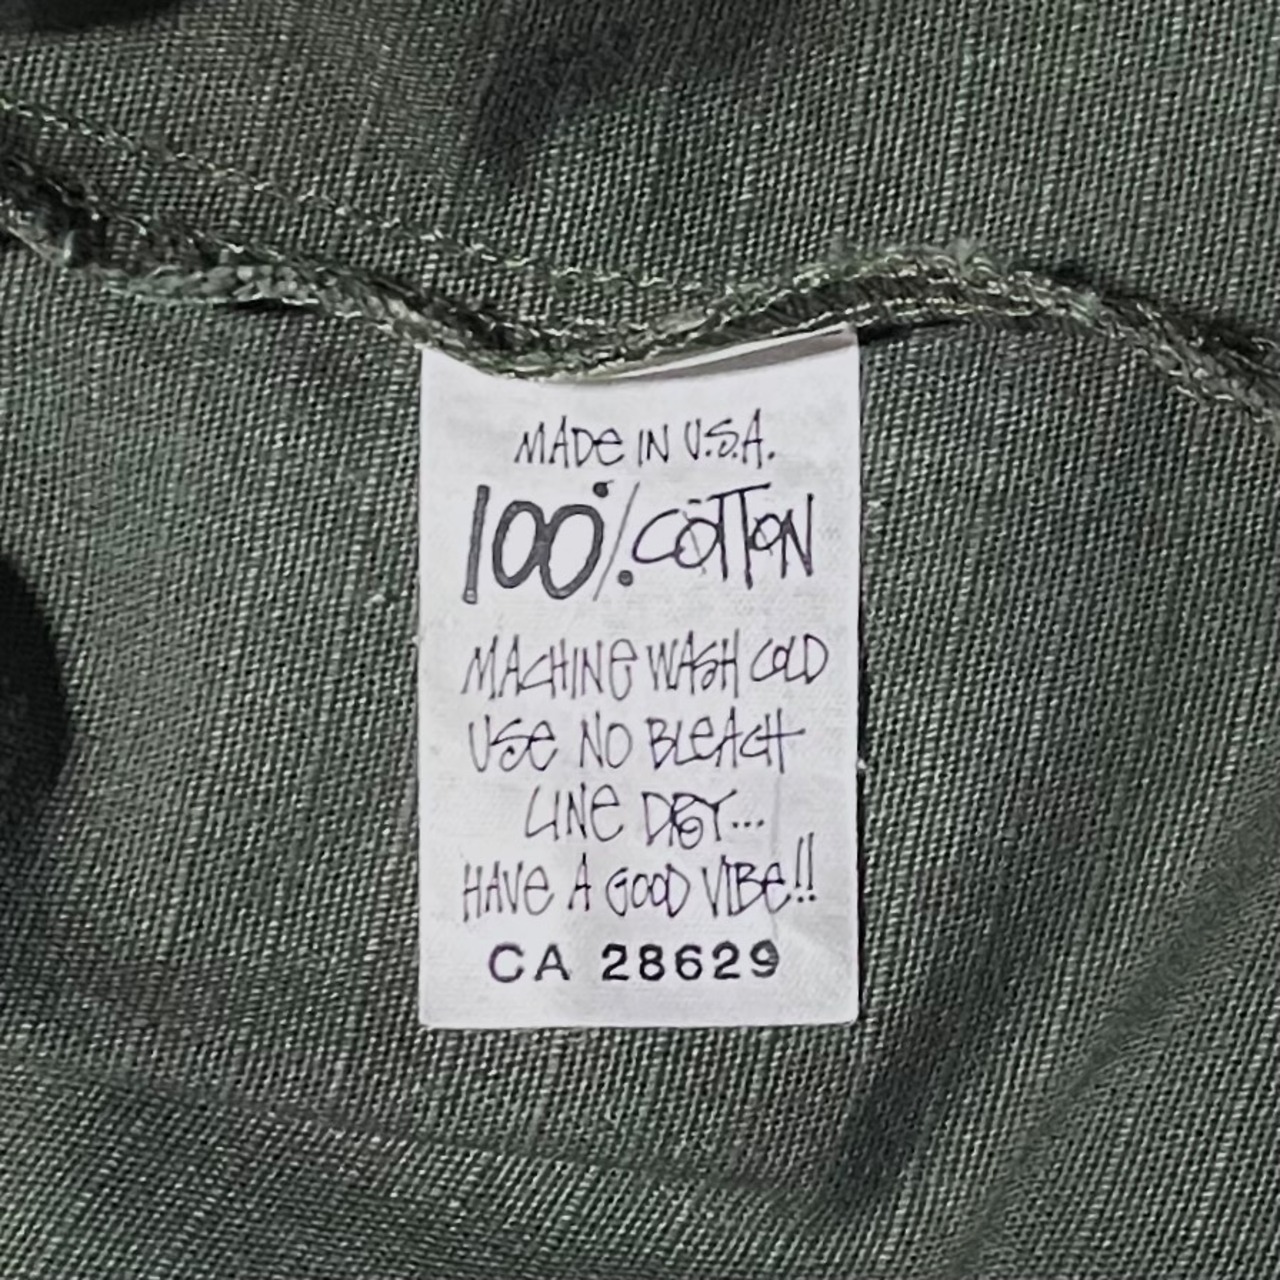 MADE IN U.S.A.
100% COTTON
MACHINE WASH COLD
USE NO BLEACH
LINE DRY...
HAVE A GOOD VIBE!!
CA 28629